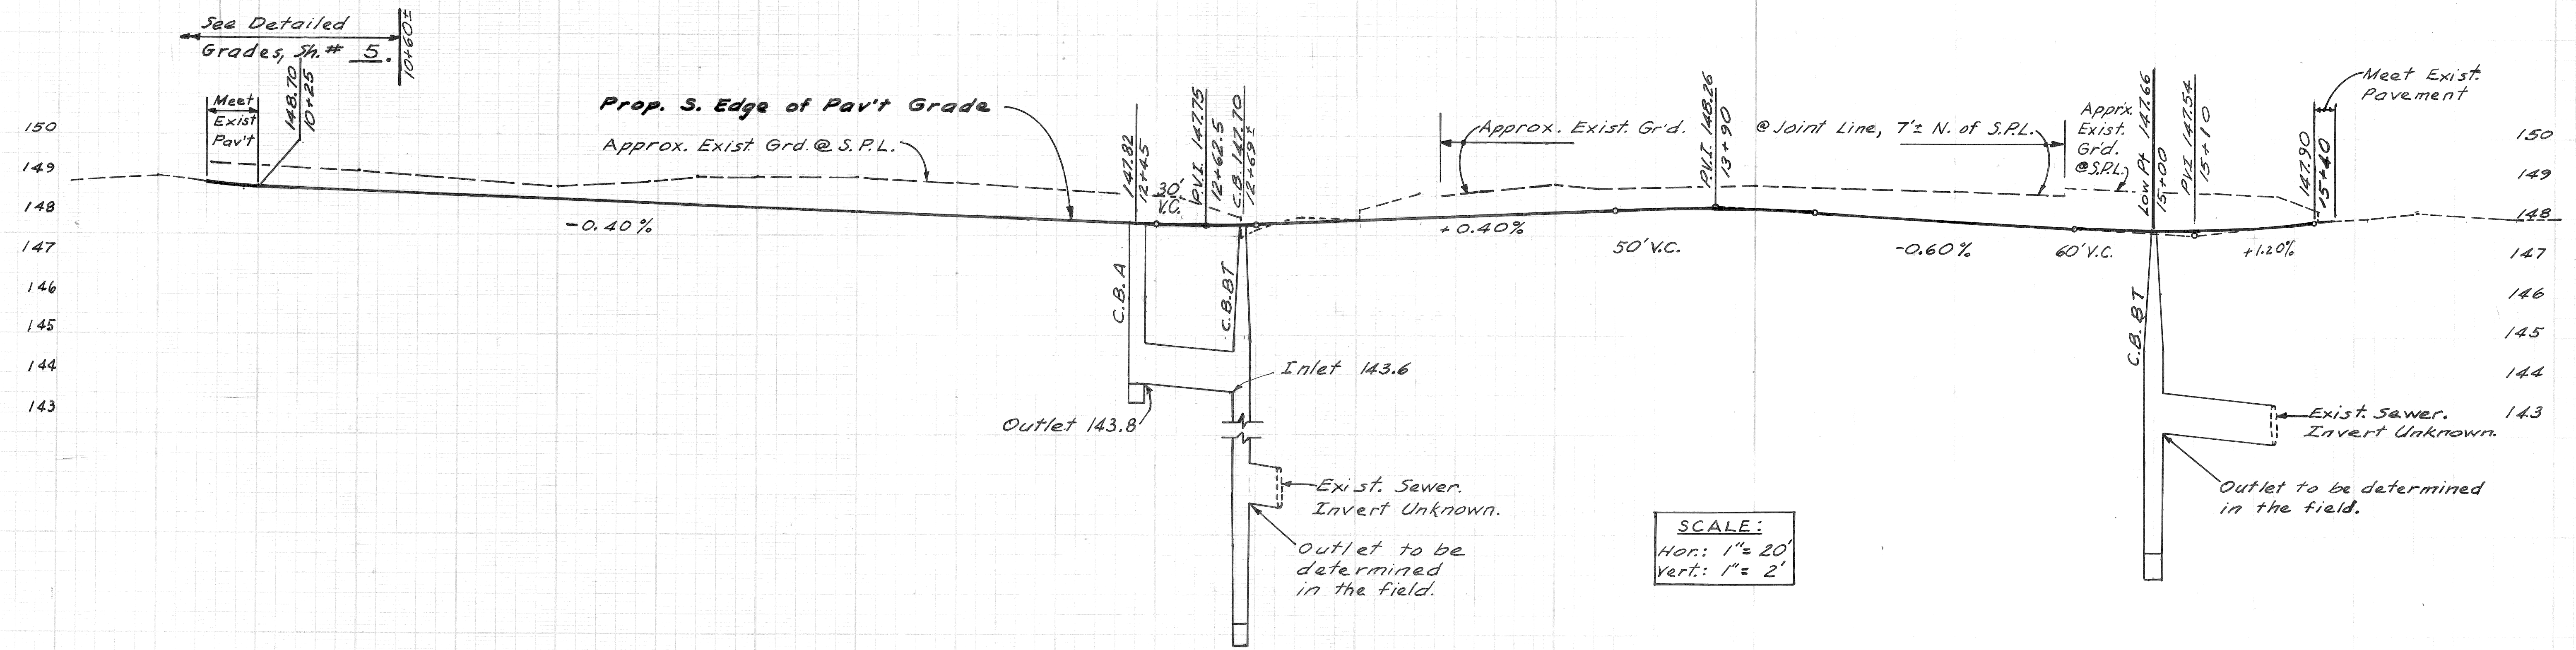 See Detailed
Grades, Sh.# 5.
10+60±
Meet
Exist
Pav't
148.70
10+25
Prop. S. Edge of Pav't Grade
Approx. Exist Grd. @ S.P.L.
147.82
12+45
30'
V.C.
P.V.I. 147.75
12+62.5
C.B. 147.70
12+69±
Approx. Exist. Gr'd.
@ Joint Line, 7'± N. of S.P.L.
P.V.I. 148.26
13+90
Apprx.
Exist.
Gr'd.
@S.P.L.
Low Pt 147.66
15+00
P.V.I. 147.54
15+10
147.90
15+40
Meet Exist.
Pavement
150
149
148
147
146
145
144
143
150
149
148
147
146
145
144
143
-0.40%
+0.40%
50' V.C.
-0.60%
60' V.C.
+1.20%
C.B. A
C.B. BT
Inlet 143.6
Outlet 143.8
Exist. Sewer.
Invert Unknown.
Outlet to be
determined
in the field.
SCALE:
Hor.: 1"= 20'
Vert.: 1"= 2'
C.B. BT
Exist. Sewer.
Invert Unknown.
Outlet to be determined
in the field.